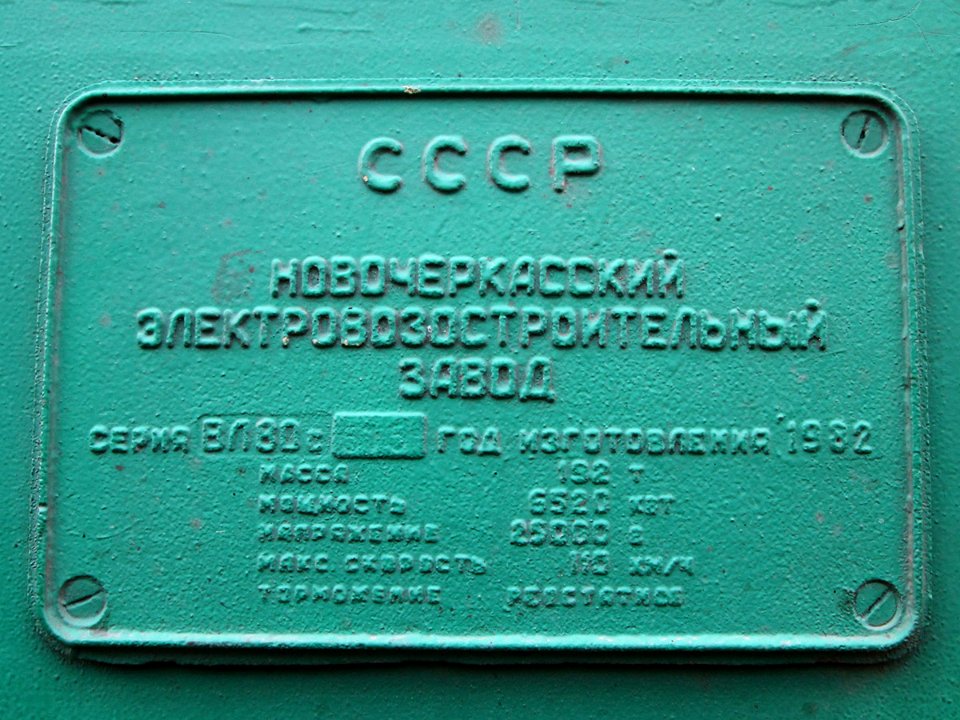 СССР
НОВОЧЕРКАССКИЙ
ЭЛЕКТРОВОЗОСТРОИТЕЛЬНЫЙ
ЗАВОД
СЕРИЯ ВЛ80с ГОД ИЗГОТОВЛЕНИЯ 1982
МАССА 192 Т
МОЩНОСТЬ 6520 КВТ
НАПРЯЖЕНИЕ 25000 В
МАКС СКОРОСТЬ 110 КМ/Ч
ТОРМОЖЕНИЕ РЕОСТАТНОЕ